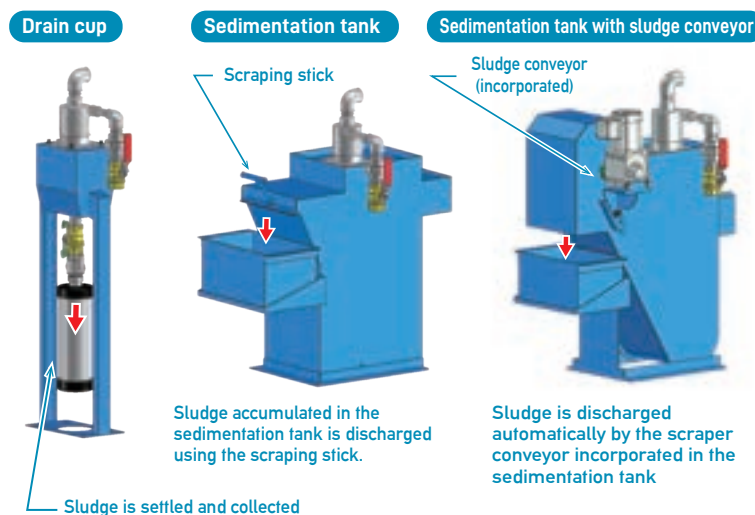 Drain cup
Sedimentation tank
Sedimentation tank with sludge conveyor
Scraping stick
Sludge conveyor
(incorporated)
Sludge accumulated in the
sedimentation tank is discharged
using the scraping stick.
Sludge is discharged
automatically by the scraper
conveyor incorporated in the
sedimentation tank
Sludge is settled and collected